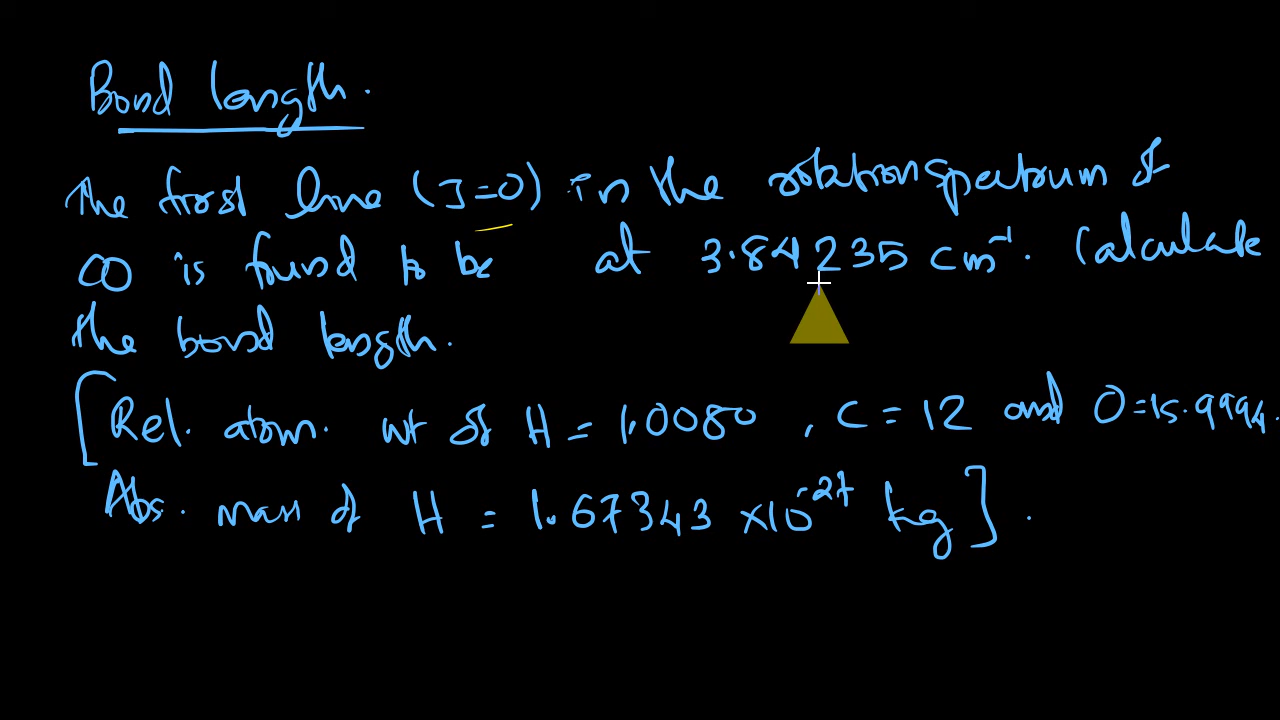 Bond length.
The first line (J=0) in the rotation spectrum of
CO is found to be at 3.84235 cm⁻¹. Calculate
the bond length.
[Rel. atom. wt of H = 1.0080, C = 12 and O=15.9994.
Abs. mass of H = 1.67343 ×10⁻²⁷ kg].